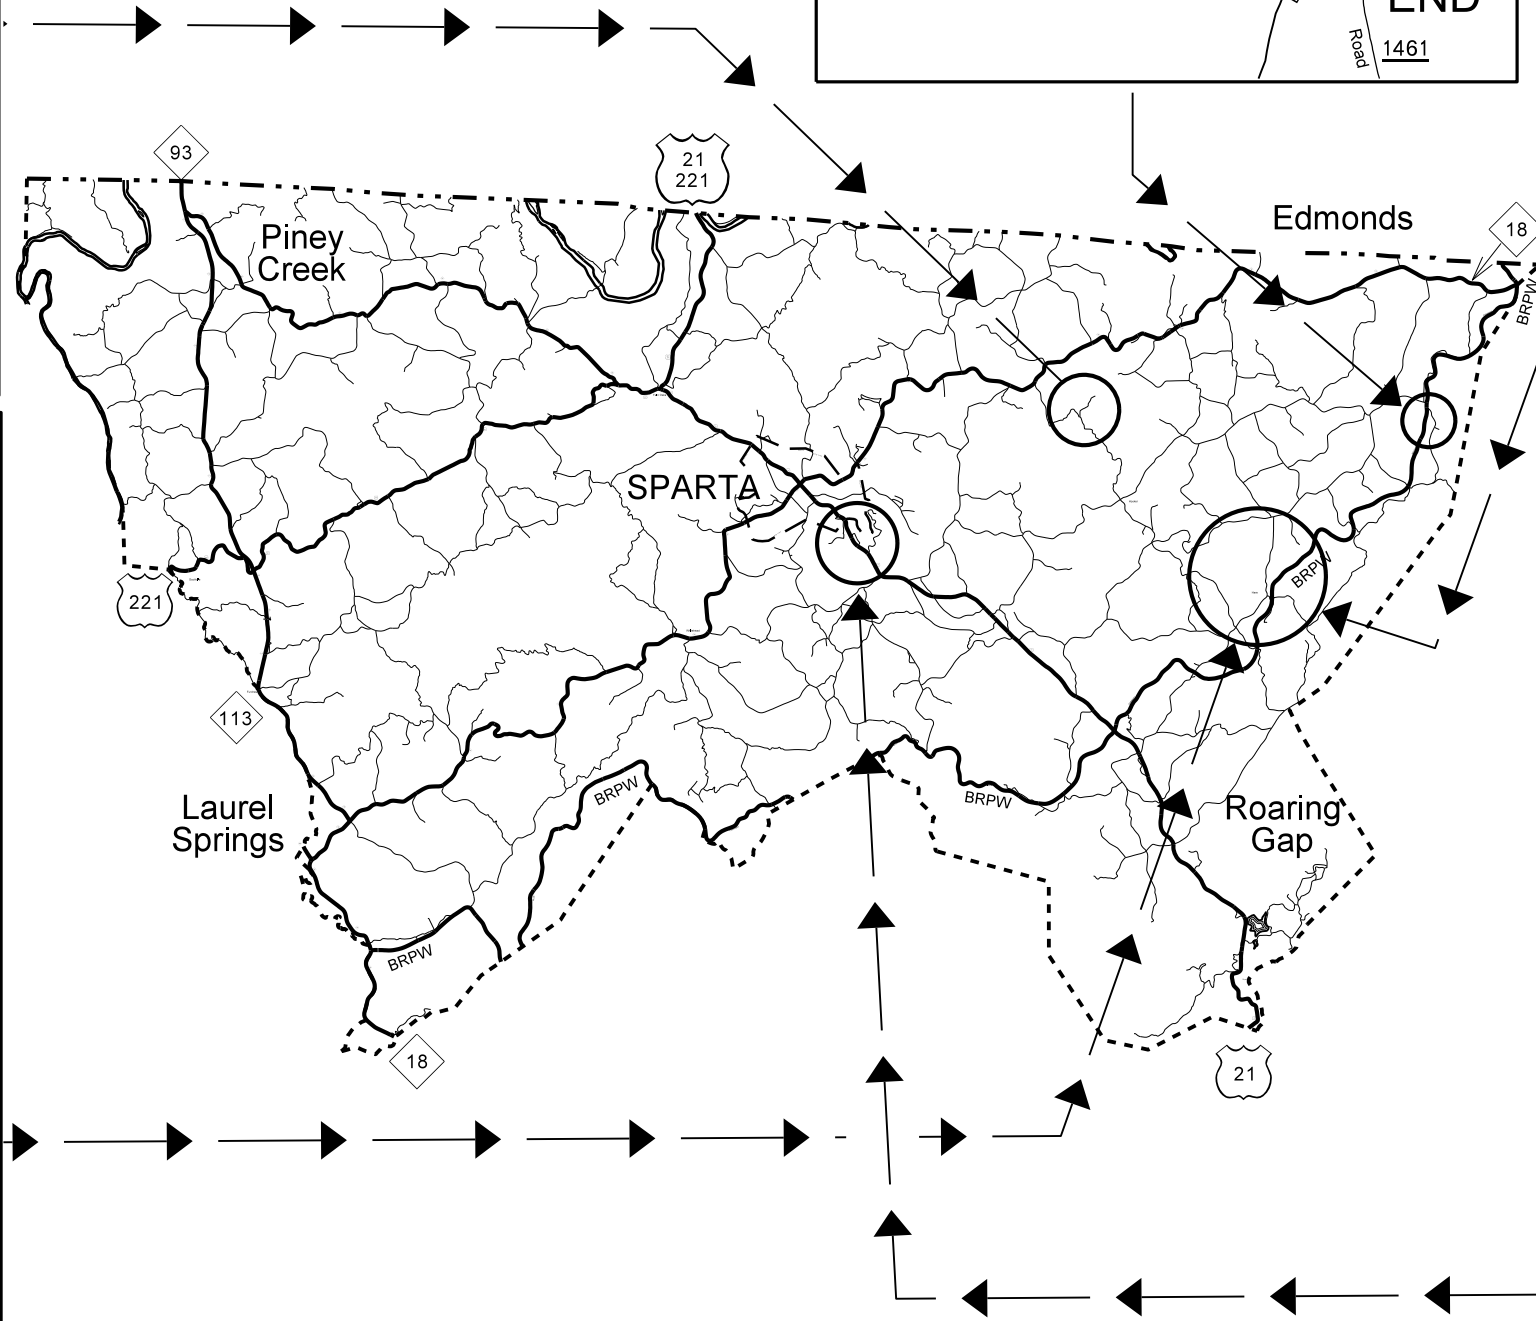 END
Road
1461
93
21
221
Edmonds
18
Piney
Creek
BRPW
SPARTA
BRPW
221
113
BRPW
BRPW
Laurel
Springs
Roaring
Gap
BRPW
18
21